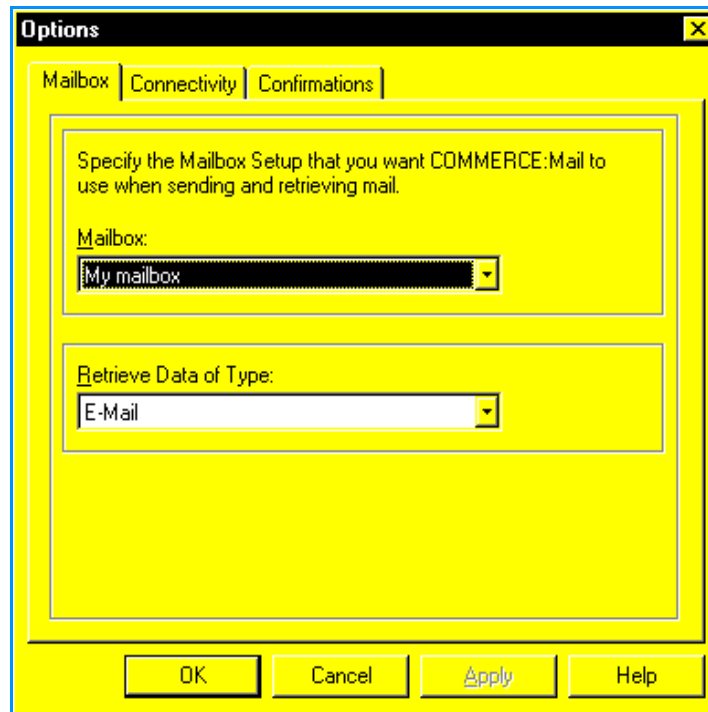 Options
Mailbox Connectivity Confirmations
Specify the Mailbox Setup that you want COMMERCE:Mail to
use when sending and retrieving mail.
Mailbox:
My mailbox
Retrieve Data of Type:
E-Mail
OK Cancel Apply Help